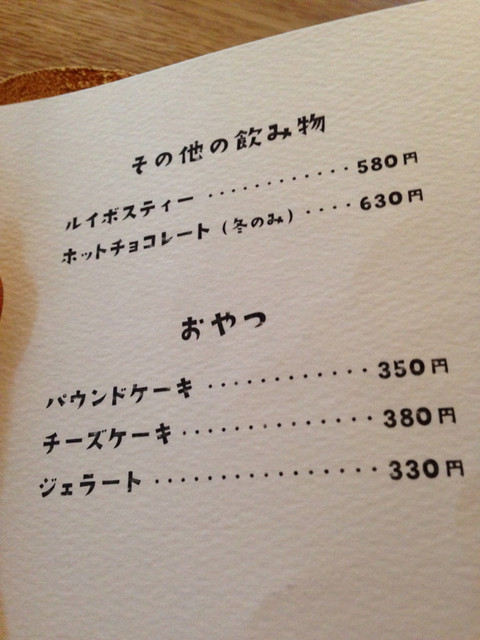 その他の飲み物
ルイボスティー ············ 580円
ホットチョコレート（冬のみ） ···· 630円
おやつ
パウンドケーキ ············ 350円
チーズケーキ ·············· 380円
ジェラート ················ 330円